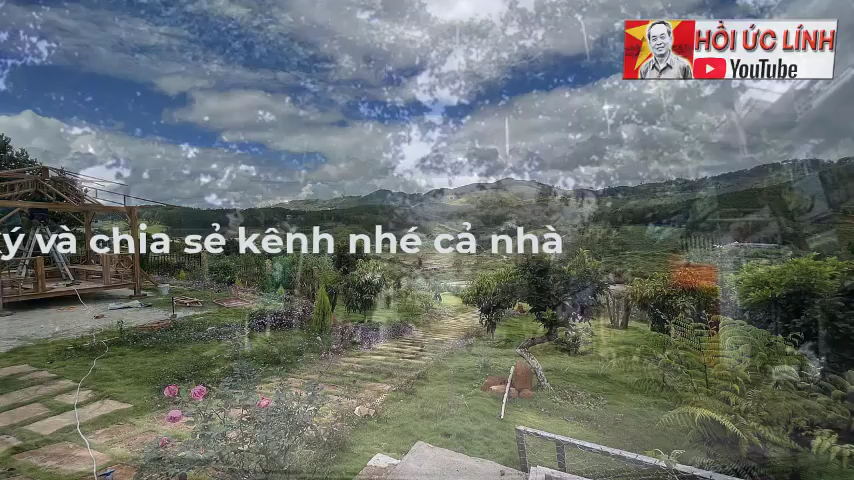 HỒI ỨC LÍNH
YouTube
ý và chia sẻ kênh nhé cả nhà